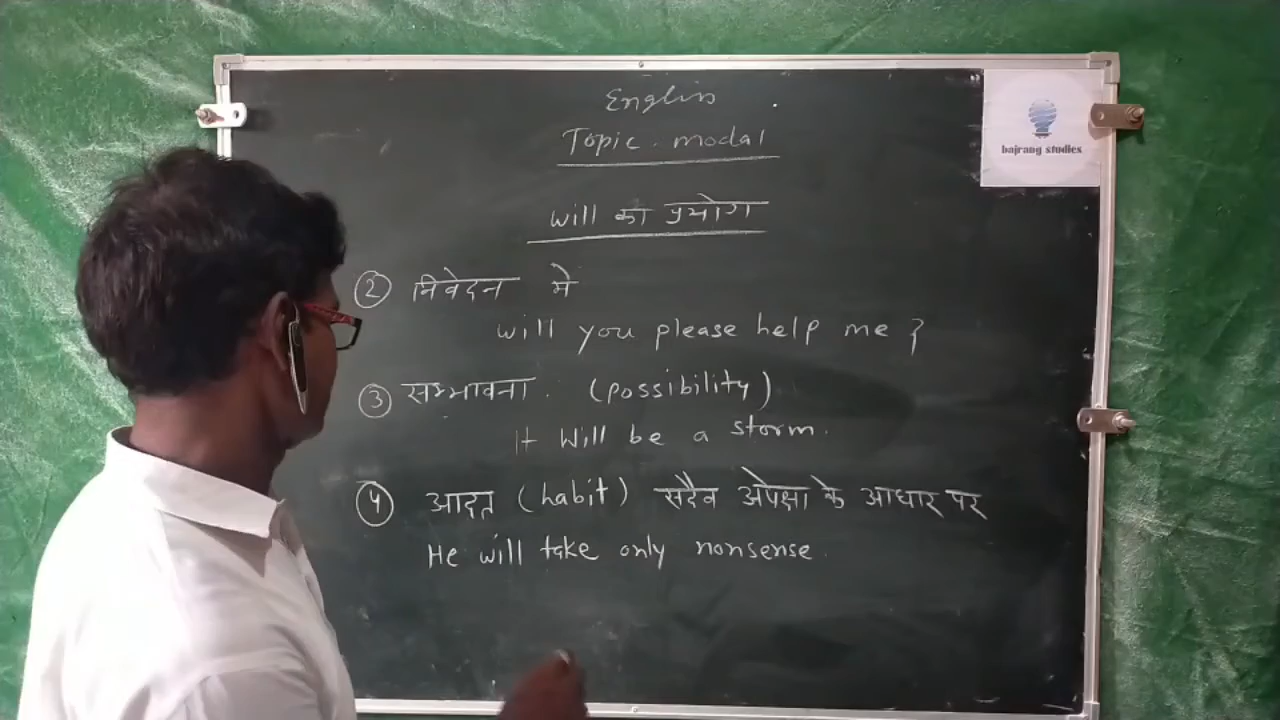 English
Topic. modal
bajrang studies
will का प्रयोग
② निवेदन मे
will you please help me ?
③ सम्भावना. (possibility)
It will be a storm.
④ आदत (habit) सदैव अपेक्षा के आधार पर
He will take only nonsense.